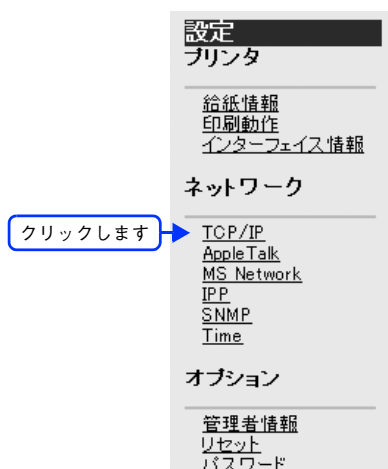 設定
プリンタ
給紙情報
印刷動作
インターフェイス情報
ネットワーク
クリックします
TCP/IP
AppleTalk
MS Network
IPP
SNMP
Time
オプション
管理者情報
リセット
パスワード